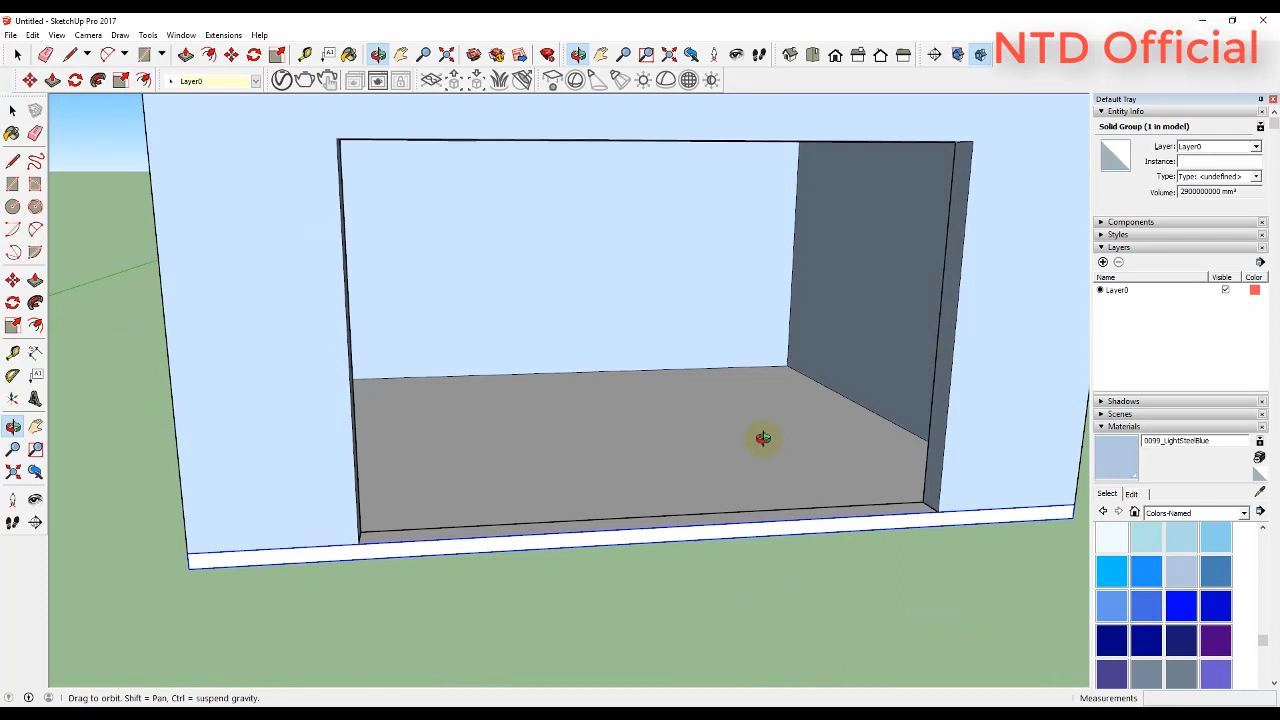 Untitled - SketchUp Pro 2017
NTD Official
File Edit View Camera Draw Tools Window Extensions Help
Layer0
Default Tray
Entity Info
Solid Group (1 in model)
Layer: Layer0
Instance:
Type: Type: <undefined>
Volume: 2900000000 mm³
Components
Styles
Layers
Name Visible Color
Layer0
Shadows
Scenes
Materials
0099_LightSteelBlue
Select Edit
Colors-Named
Drag to orbit. Shift = Pan, Ctrl = suspend gravity.
Measurements